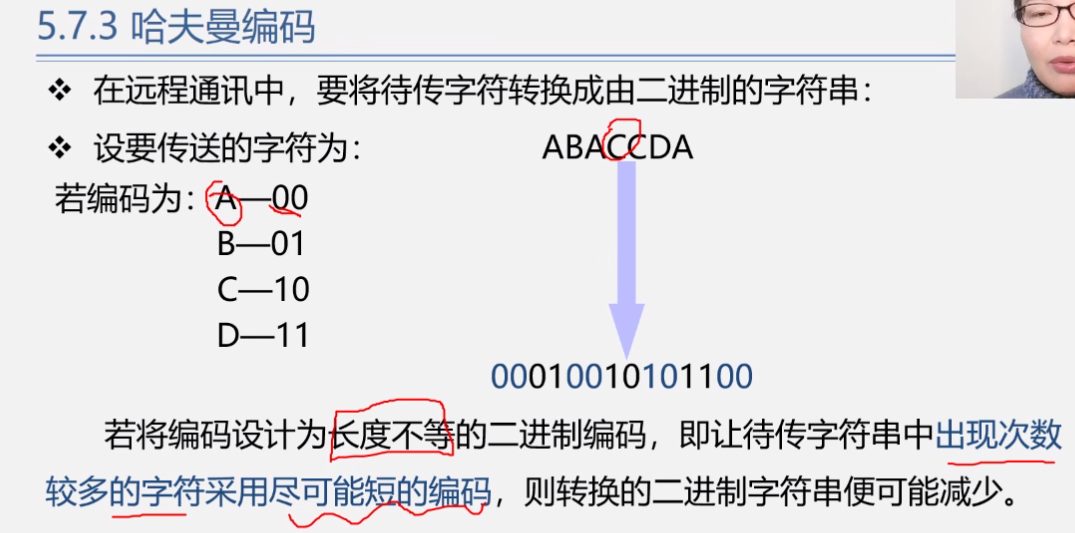 5.7.3 哈夫曼编码
❖ 在远程通讯中，要将待传字符转换成由二进制的字符串：
❖ 设要传送的字符为： ABACCDA
若编码为：A—00
B—01
C—10
D—11
00010010101100
若将编码设计为长度不等的二进制编码，即让待传字符串中出现次数
较多的字符采用尽可能短的编码，则转换的二进制字符串便可能减少。